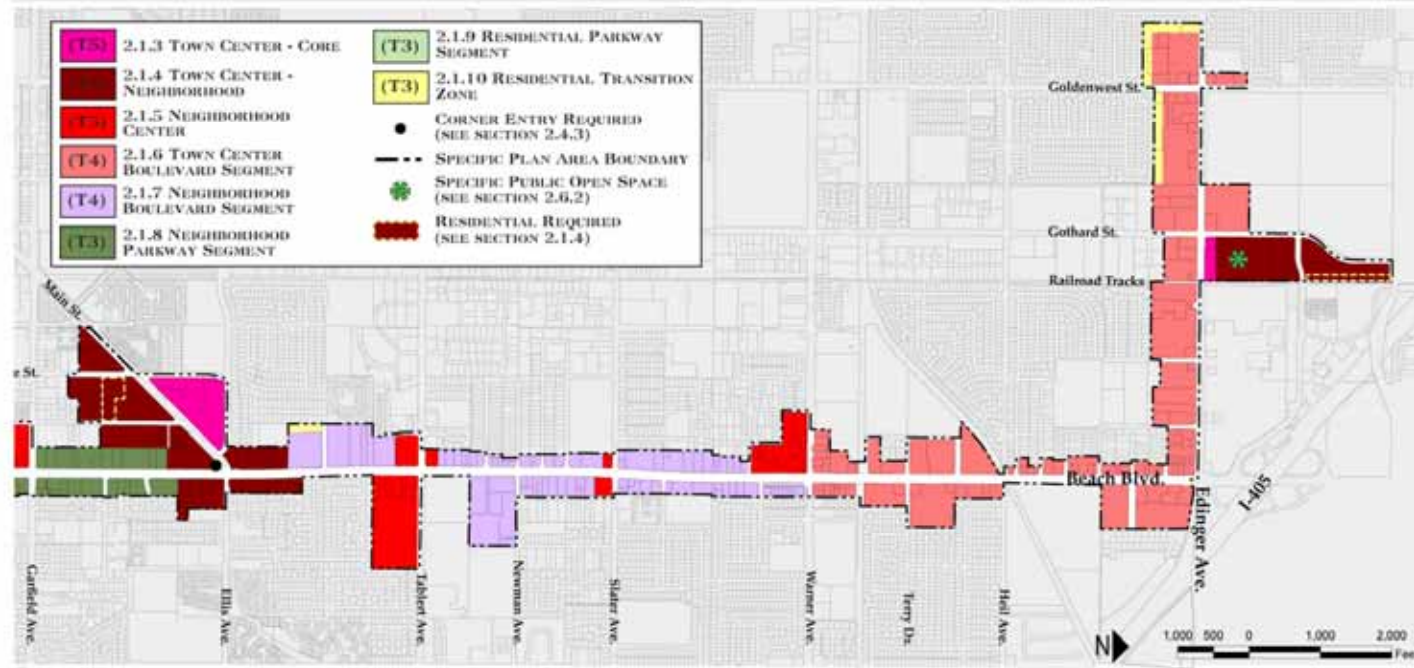 (T5) 2.1.3 Town Center - Core
2.1.4 Town Center -
Neighborhood
(T5) 2.1.5 Neighborhood
Center
(T4) 2.1.6 Town Center
Boulevard Segment
(T4) 2.1.7 Neighborhood
Boulevard Segment
(T3) 2.1.8 Neighborhood
Parkway Segment
(T3) 2.1.9 Residential Parkway
Segment
(T3) 2.1.10 Residential Transition
Zone
Corner Entry Required
(see section 2.4.3)
Specific Plan Area Boundary
Specific Public Open Space
(see section 2.6.2)
Residential Required
(see section 2.1.4)
Goldenwest St.
Gothard St.
Railroad Tracks
Main St.
e St.
Beach Blvd.
Edinger Ave.
I-405
Garfield Ave.
Ellis Ave.
Talbert Ave.
Newman Ave.
Slater Ave.
Warner Ave.
Terry Dr.
Heil Ave.
N
1,000 500 0 1,000 2,000
Fee